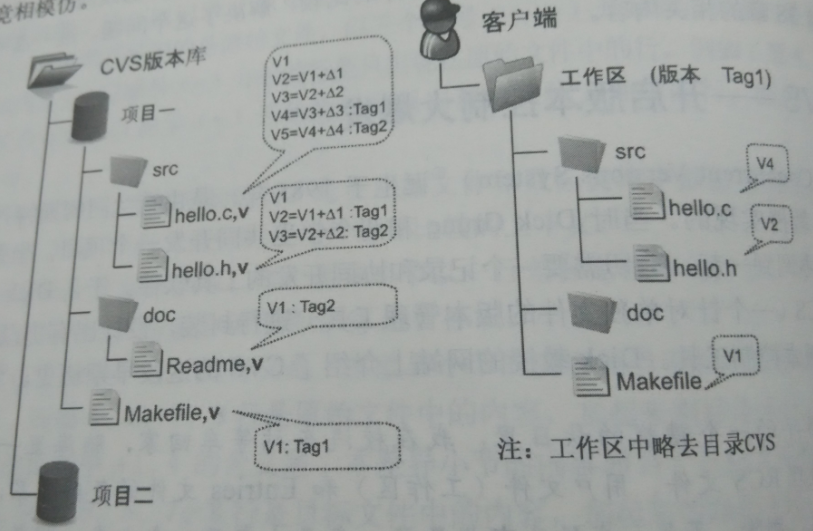 意相模仿。
CVS版本库
项目一
V1
V2=V1+Δ1
V3=V2+Δ2
V4=V3+Δ3 :Tag1
V5=V4+Δ4 :Tag2
src
hello.c,v
V1
V2=V1+Δ1 :Tag1
V3=V2+Δ2: Tag2
hello.h,v
doc
V1 : Tag2
Readme,v
Makefile,v
V1: Tag1
项目二
客户端
工作区 (版本 Tag1)
src
V4
hello.c
V2
hello.h
doc
V1
Makefile
注: 工作区中略去目录CVS